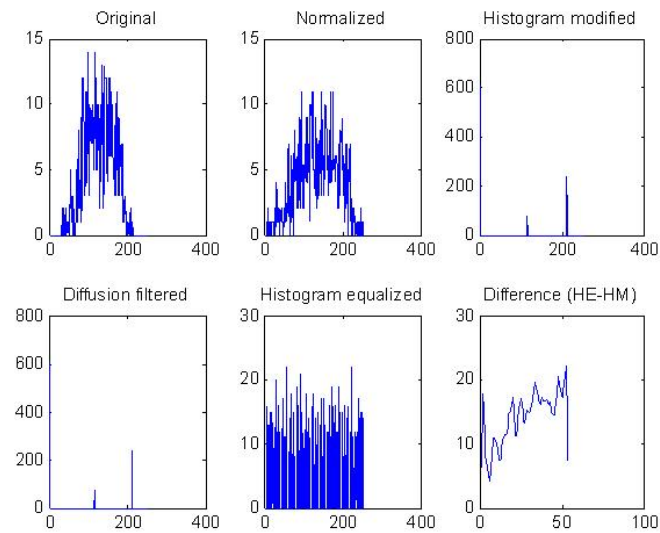 Original
15
10
5
0
0 200 400
Normalized
15
10
5
0
0 200 400
Histogram modified
800
600
400
200
0
0 200 400
Diffusion filtered
800
600
400
200
0
0 200 400
Histogram equalized
30
20
10
0
0 200 400
Difference (HE-HM)
30
20
10
0
0 50 100